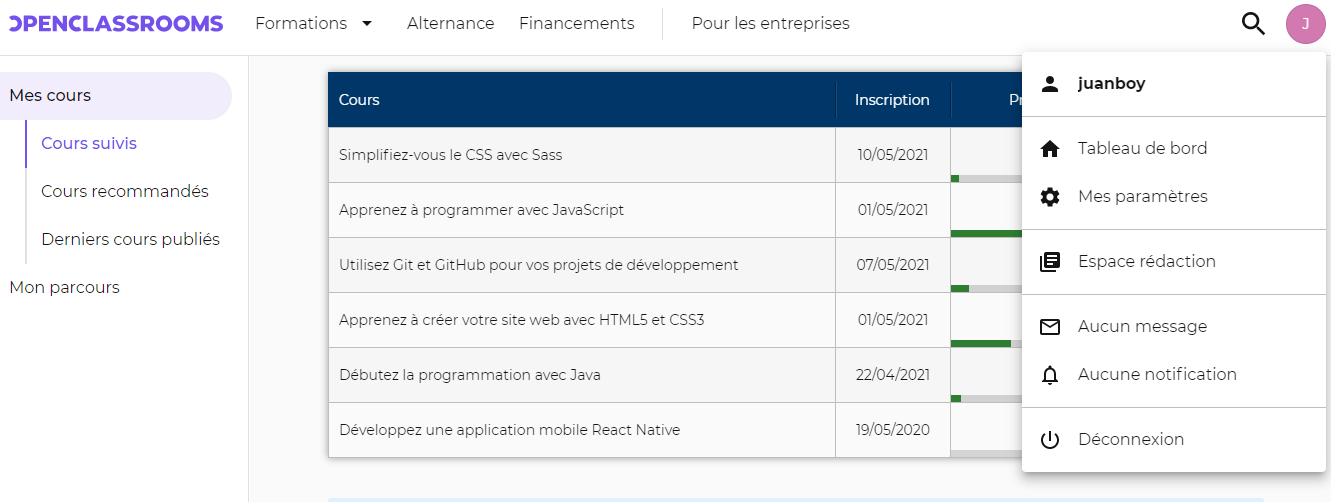 OPENCLASSROOMS Formations Alternance Financements Pour les entreprises J
Mes cours
Cours suivis
Cours recommandés
Derniers cours publiés
Mon parcours
Cours Inscription
Simplifiez-vous le CSS avec Sass 10/05/2021
Apprenez à programmer avec JavaScript 01/05/2021
Utilisez Git et GitHub pour vos projets de développement 07/05/2021
Apprenez à créer votre site web avec HTML5 et CSS3 01/05/2021
Débutez la programmation avec Java 22/04/2021
Développez une application mobile React Native 19/05/2020
juanboy
Tableau de bord
Mes paramètres
Espace rédaction
Aucun message
Aucune notification
Déconnexion